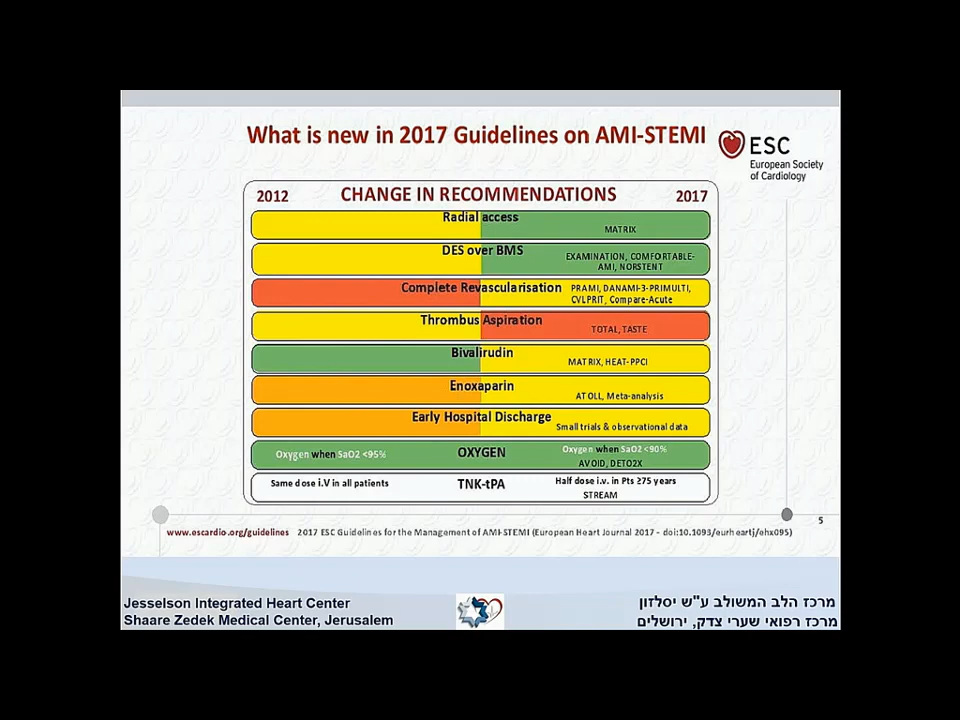 What is new in 2017 Guidelines on AMI-STEMI
ESC
European Society
of Cardiology
2012 CHANGE IN RECOMMENDATIONS 2017
Radial access
MATRIX
DES over BMS
EXAMINATION, COMFORTABLE-
AMI, NORSTENT
Complete Revascularisation
PRAMI, DANAMI-3-PRIMULTI,
CVLPRIT, Compare-Acute
Thrombus Aspiration
TOTAL, TASTE
Bivalirudin
MATRIX, HEAT-PPCI
Enoxaparin
ATOLL, Meta-analysis
Early Hospital Discharge
Small trials & observational data
Oxygen when SaO2 <95% OXYGEN Oxygen when SaO2 <90%
AVOID, DETO2X
Same dose i.V in all patients TNK-tPA Half dose i.v. in Pts ≥75 years
STREAM
5
www.escardio.org/guidelines 2017 ESC Guidelines for the Management of AMI-STEMI (European Heart Journal 2017 - doi:10.1093/eurheartj/ehx095)
Jesselson Integrated Heart Center
Shaare Zedek Medical Center, Jerusalem
מרכז הלב המשולב ע"ש יסלזון
מרכז רפואי שערי צדק, ירושלים